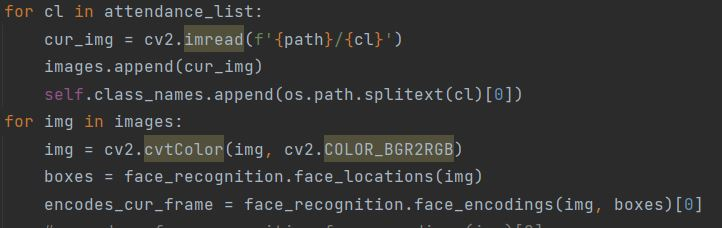 for cl in attendance_list:
    cur_img = cv2.imread(f'{path}/{cl}')
    images.append(cur_img)
    self.class_names.append(os.path.splitext(cl)[0])
for img in images:
    img = cv2.cvtColor(img, cv2.COLOR_BGR2RGB)
    boxes = face_recognition.face_locations(img)
    encodes_cur_frame = face_recognition.face_encodings(img, boxes)[0]